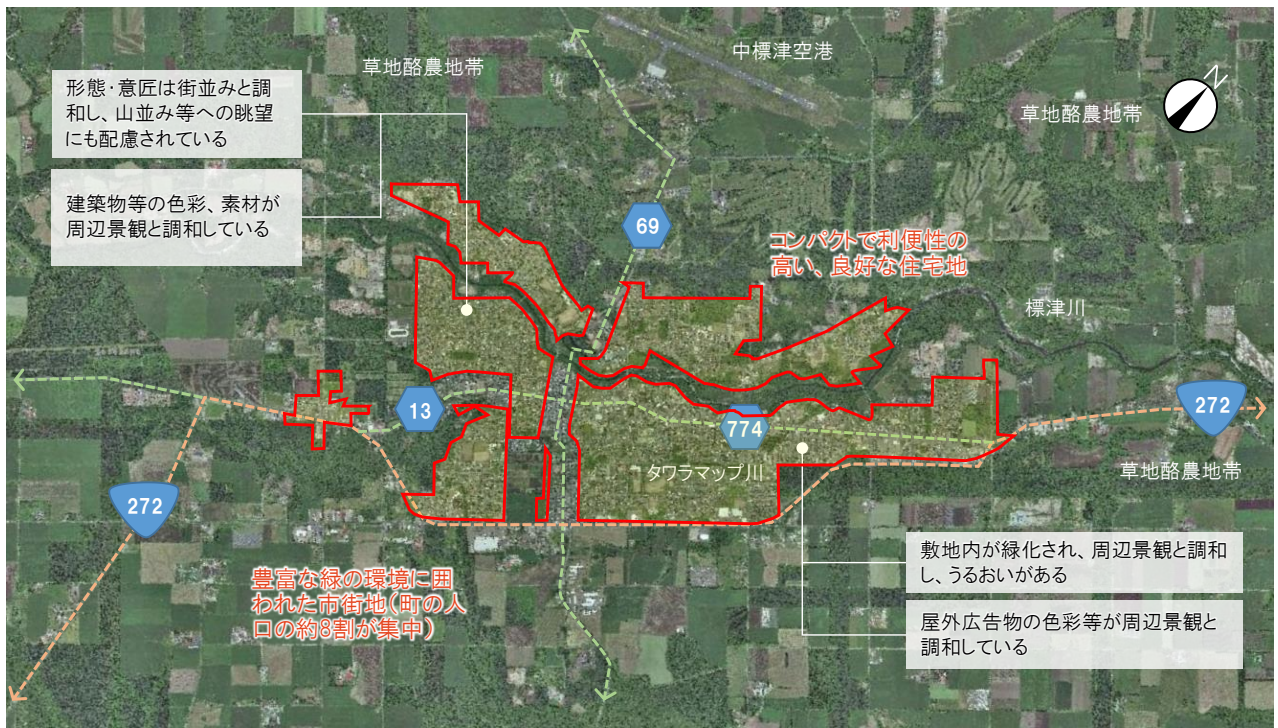 中標津空港
草地酪農地帯
形態・意匠は街並みと調
和し、山並み等への眺望
にも配慮されている
N
草地酪農地帯
建築物等の色彩、素材が
周辺景観と調和している
69
コンパクトで利便性の
高い、良好な住宅地
標津川
13
272
774
タワラマップ川
草地酪農地帯
272
敷地内が緑化され、周辺景観と調和
し、うるおいがある
豊富な緑の環境に囲
われた市街地(町の人
口の約8割が集中)
屋外広告物の色彩等が周辺景観と
調和している